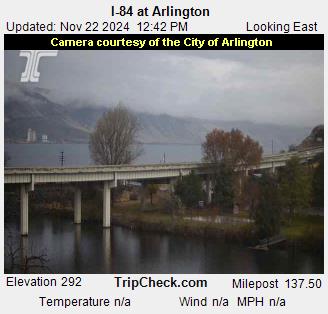 I-84 at Arlington
Updated: Nov 22 2024 12:42 PM Looking East
Camera courtesy of the City of Arlington
Elevation 292 TripCheck.com Milepost 137.50
Temperature n/a Wind n/a MPH n/a